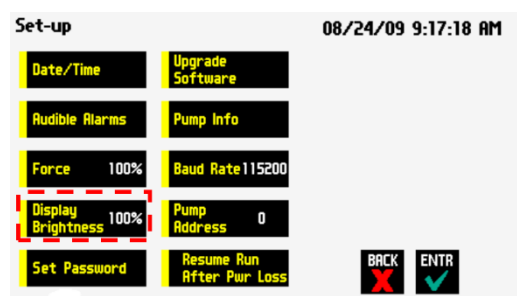 Set-up 08/24/09 9:17:18 AM
Date/Time
Upgrade
Software
Audible Alarms
Pump Info
Force 100%
Baud Rate 115200
Display
Brightness 100%
Pump
Address 0
Set Password
Resume Run
After Pwr Loss
BACK
ENTR